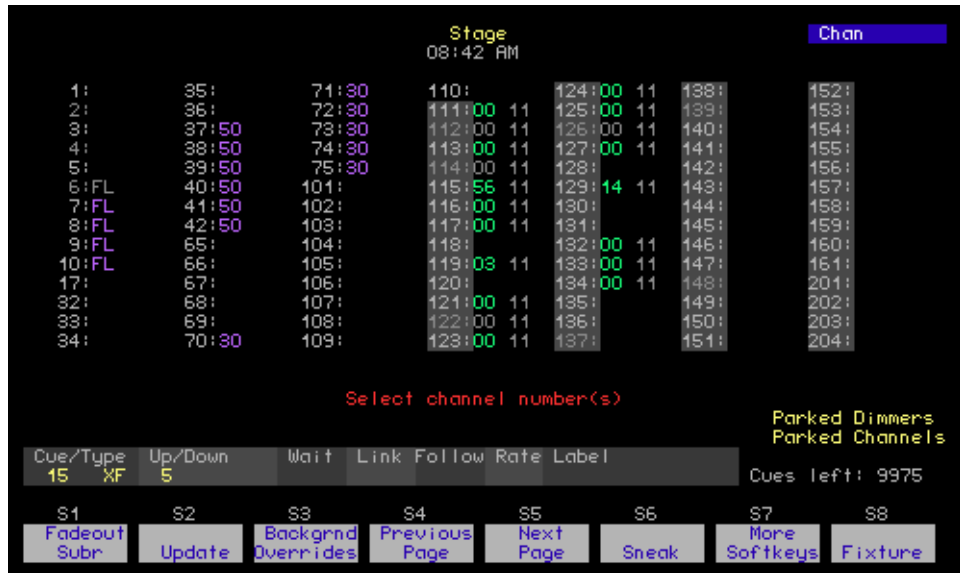 Stage Chan
08:42 AM
1: 35: 71:30 110: 124:00 11 138: 152:
2: 36: 72:30 111:00 11 125:00 11 139: 153:
3: 37:50 73:30 112:00 11 126:00 11 140: 154:
4: 38:50 74:30 113:00 11 127:00 11 141: 155:
5: 39:50 75:30 114:00 11 128: 142: 156:
6:FL 40:50 101: 115:56 11 129:14 11 143: 157:
7:FL 41:50 102: 116:00 11 130: 144: 158:
8:FL 42:50 103: 117:00 11 131: 145: 159:
9:FL 65: 104: 118: 132:00 11 146: 160:
10:FL 66: 105: 119:03 11 133:00 11 147: 161:
17: 67: 106: 120: 134:00 11 148: 201:
32: 68: 107: 121:00 11 135: 149: 202:
33: 69: 108: 122:00 11 136: 150: 203:
34: 70:30 109: 123:00 11 137: 151: 204:
Select channel number(s)
Parked Dimmers
Parked Channels
Cue/Type Up/Down Wait Link Follow Rate Label
15 XF 5 Cues left: 9975
S1 S2 S3 S4 S5 S6 S7 S8
Fadeout Backgrnd Previous Next More
Subr Update Overrides Page Page Sneak Softkeys Fixture